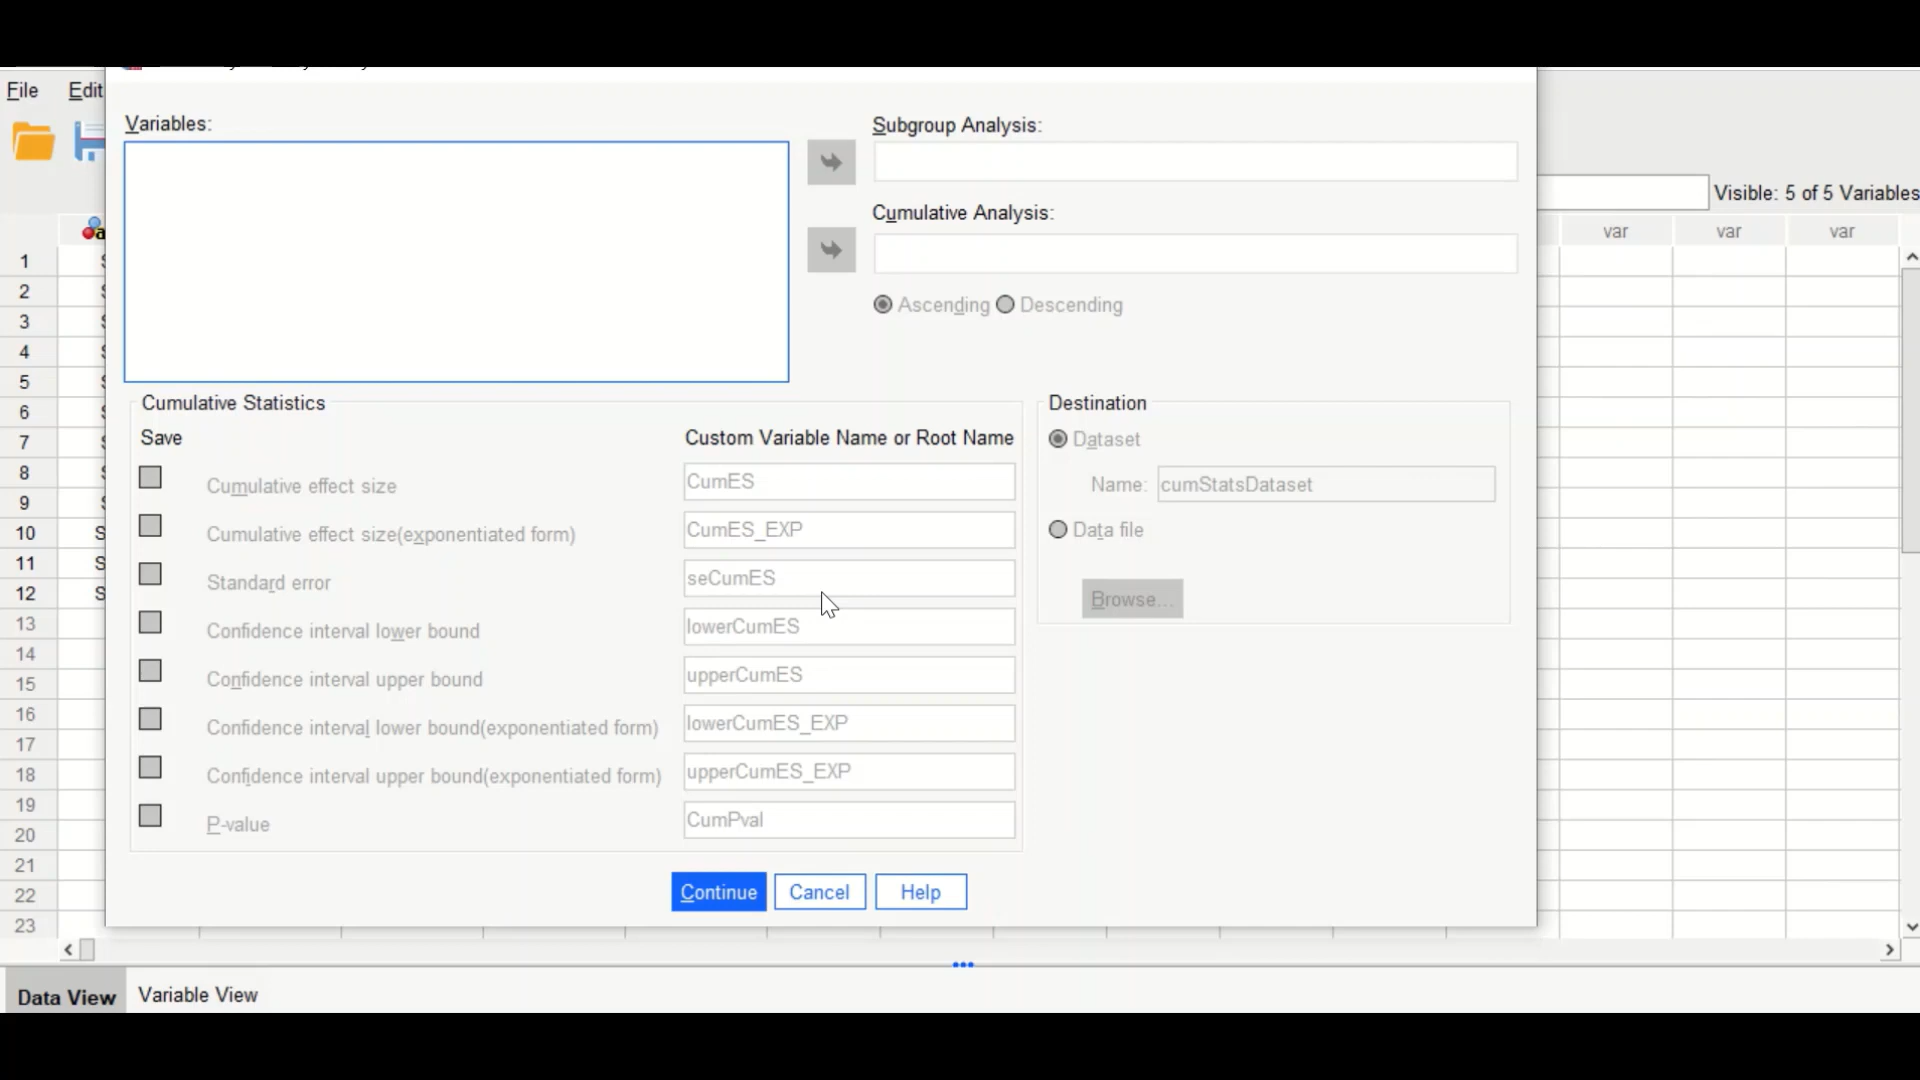 File Edit
Variables:
Subgroup Analysis:
Cumulative Analysis:
Ascending Descending
Visible: 5 of 5 Variables
var var var
1
2
3
4
5
6
7
8
9
10 S
11 S
12 S
13
14
15
16
17
18
19
20
21
22
23
Cumulative Statistics
Save Custom Variable Name or Root Name
Cumulative effect size CumES
Cumulative effect size(exponentiated form) CumES_EXP
Standard error seCumES
Confidence interval lower bound lowerCumES
Confidence interval upper bound upperCumES
Confidence interval lower bound(exponentiated form) lowerCumES_EXP
Confidence interval upper bound(exponentiated form) upperCumES_EXP
P-value CumPval
Destination
Dataset
Name: cumStatsDataset
Data file
Browse...
Continue Cancel Help
Data View Variable View